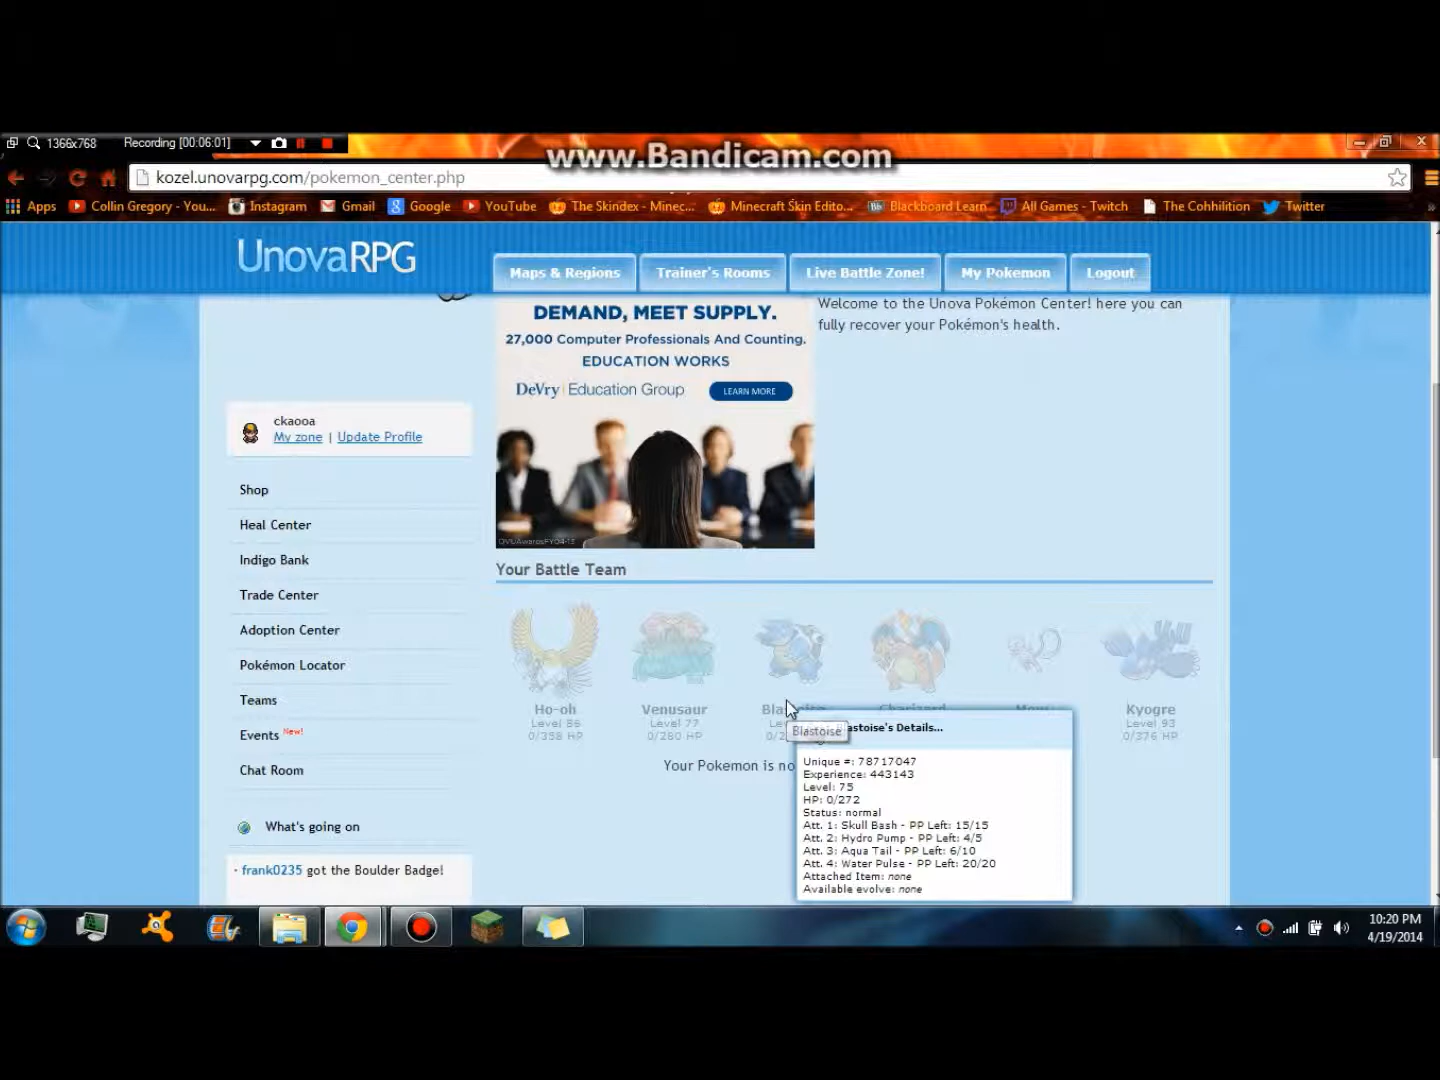 1366x768 Recording [00:06:01]
www.Bandicam.com
kozel.unovarpg.com/pokemon_center.php
Apps Collin Gregory - You... Instagram Gmail Google YouTube The Skindex - Minec... Minecraft Skin Edito... Blackboard Learn All Games - Twitch The Cohhilition Twitter »
UnovaRPG
Maps & Regions Trainer's Rooms Live Battle Zone! My Pokemon Logout
DEMAND, MEET SUPPLY.
27,000 Computer Professionals And Counting.
EDUCATION WORKS
DeVry Education Group LEARN MORE
Welcome to the Unova Pokémon Center! here you can
fully recover your Pokémon's health.
ckaooa
My zone | Update Profile
Shop
Heal Center
Indigo Bank
Trade Center
Adoption Center
Pokémon Locator
Teams
Events New!
Chat Room
What's going on
· frank0235 got the Boulder Badge!
Your Battle Team
Ho-oh
Level 86
0/358 HP
Venusaur
Level 77
0/280 HP
Charizard
Mew
Kyogre
Level 93
0/376 HP
Blastoise
Your Pokemon is no
astoise's Details...
Unique #: 78717047
Experience: 443143
Level: 75
HP: 0/272
Status: normal
Att. 1: Skull Bash - PP Left: 15/15
Att. 2: Hydro Pump - PP Left: 4/5
Att. 3: Aqua Tail - PP Left: 6/10
Att. 4: Water Pulse - PP Left: 20/20
Attached Item: none
Available evolve: none
10:20 PM
4/19/2014